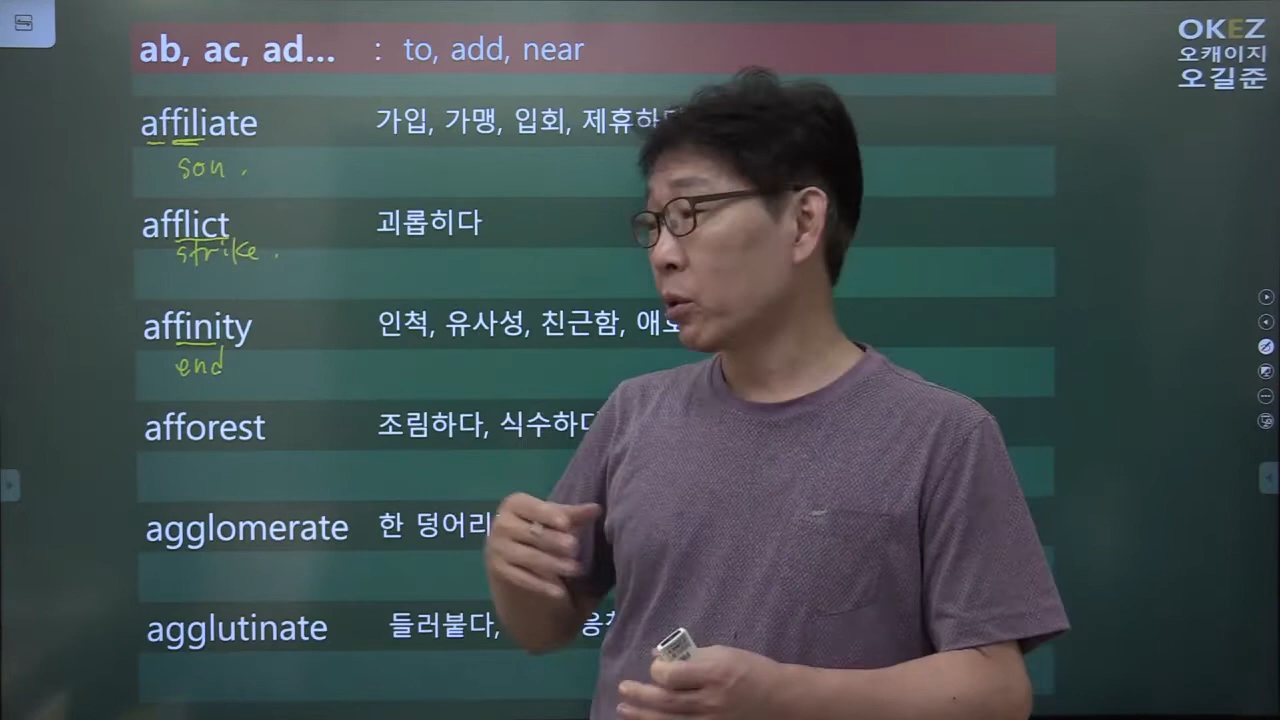 ab, ac, ad... : to, add, near
OKEZ
오캐이지
오길준
affiliate 가입, 가맹, 입회, 제휴하
son.
afflict 괴롭히다
strike.
affinity 인척, 유사성, 친근함,
end
afforest 조림하다, 식수하다
agglomerate 한 덩어리
agglutinate 들러붙다,